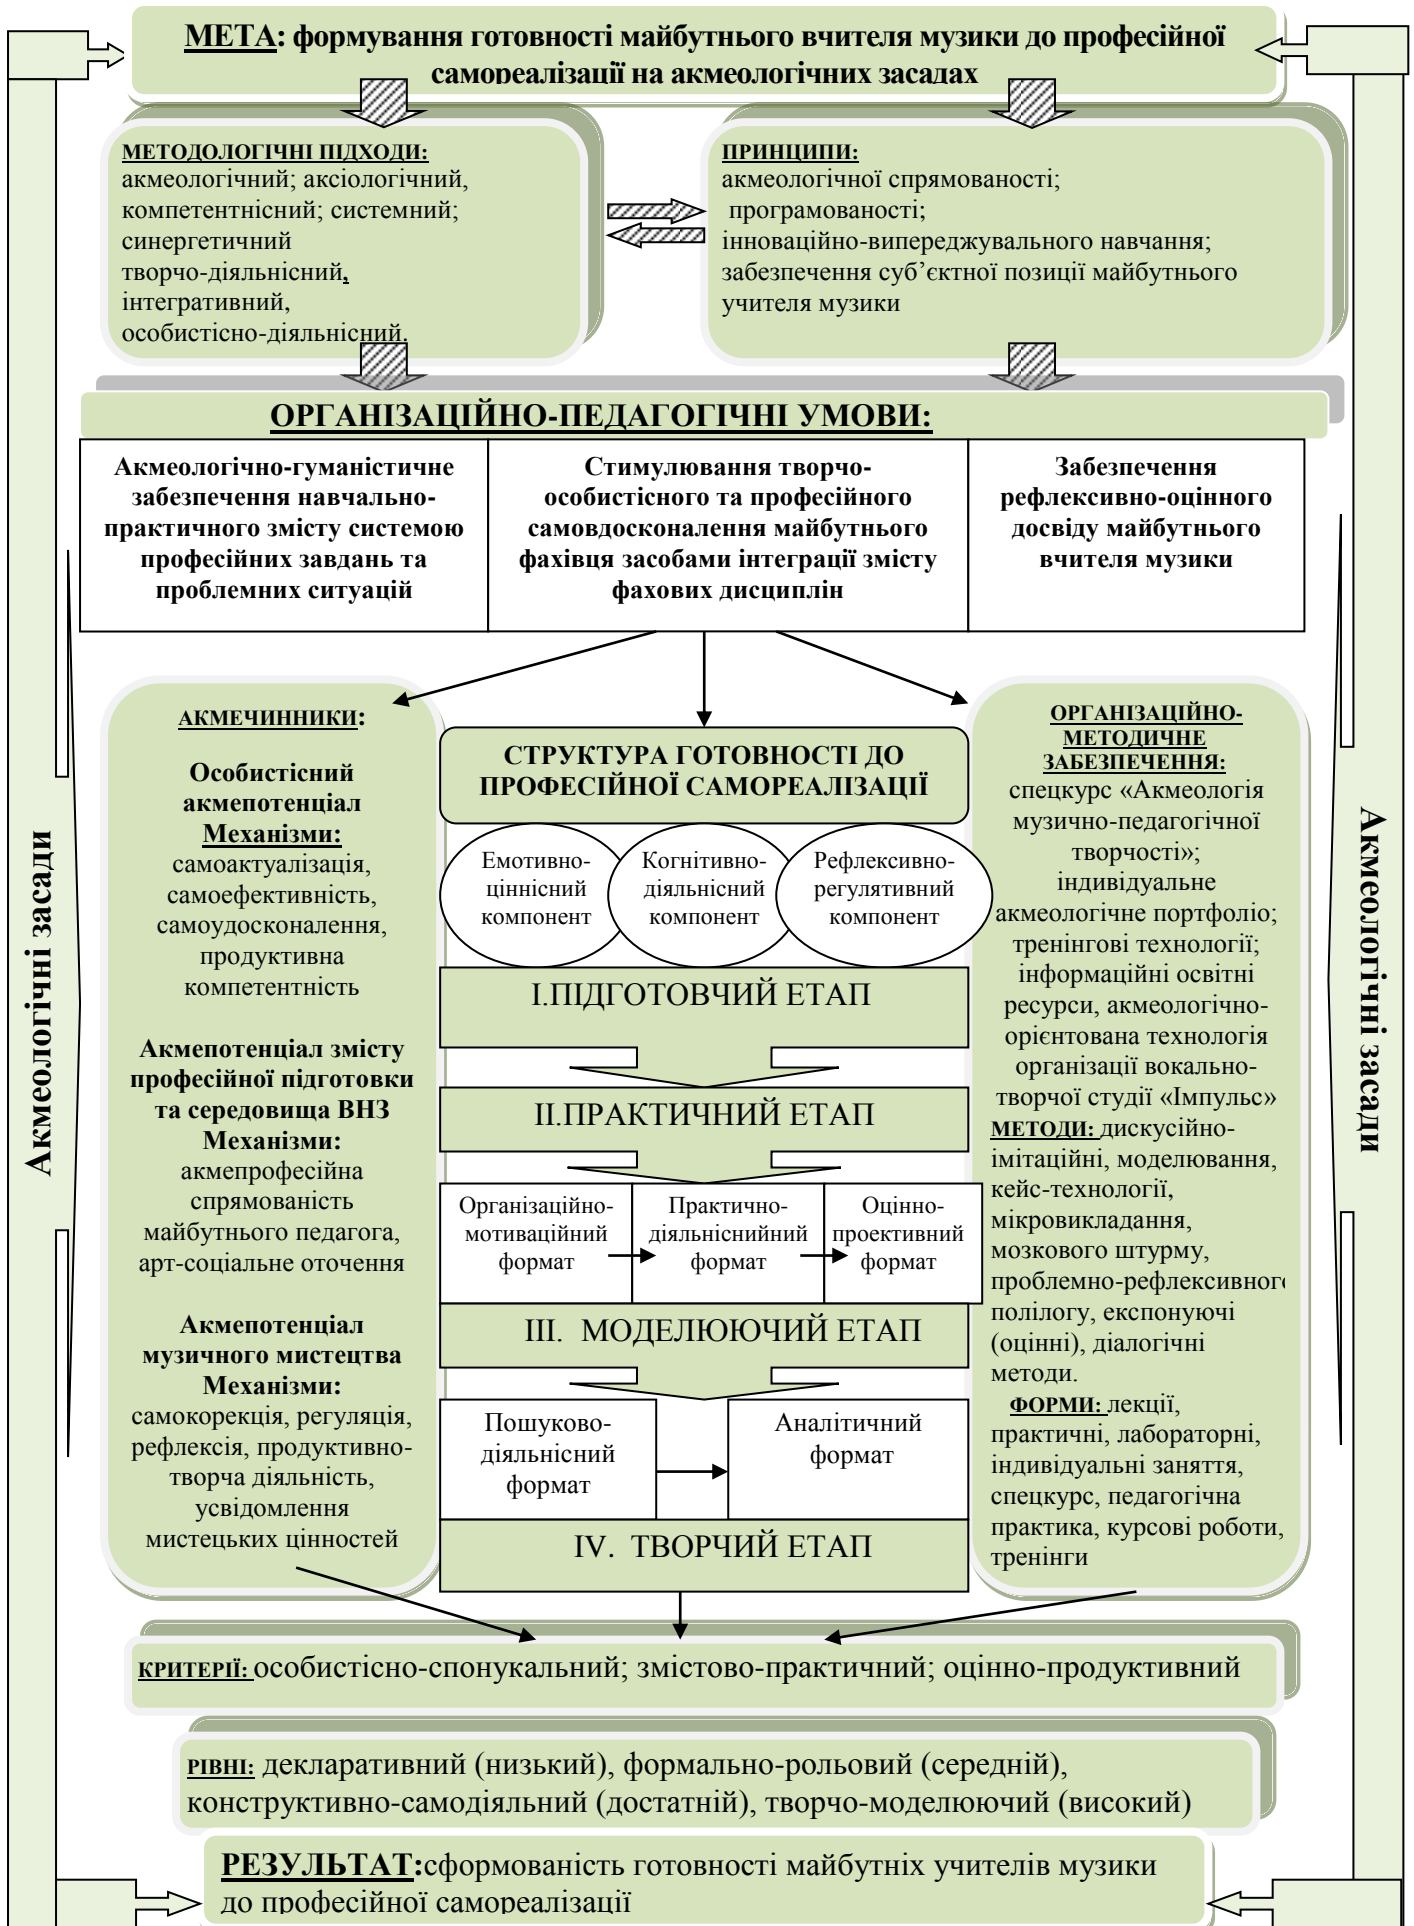 МЕТА: формування готовності майбутнього вчителя музики до професійної
самореалізації на акмеологічних засадах
МЕТОДОЛОГІЧНІ ПІДХОДИ:
акмеологічний; аксіологічний,
компетентнісний; системний;
синергетичний
творчо-діяльнісний,
інтегративний,
особистісно-діяльнісний.
ПРИНЦИПИ:
акмеологічної спрямованості;
програмованості;
інноваційно-випереджувального навчання;
забезпечення суб’єктної позиції майбутнього
учителя музики
ОРГАНІЗАЦІЙНО-ПЕДАГОГІЧНІ УМОВИ:
Акмеологічно-гуманістичне
забезпечення навчально-
практичного змісту системою
професійних завдань та
проблемних ситуацій
Стимулювання творчо-
особистісного та професійного
самовдосконалення майбутнього
фахівця засобами інтеграції змісту
фахових дисциплін
Забезпечення
рефлексивно-оцінного
досвіду майбутнього
вчителя музики
Акмеологічні засади
АКМЕЧИННИКИ:
Особистісний
акмепотенціал
Механізми:
самоактуалізація,
самоефективність,
самоудосконалення,
продуктивна
компетентність
Акмепотенціал змісту
професійної підготовки
та середовища ВНЗ
Механізми:
акмепрофесійна
спрямованість
майбутнього педагога,
арт-соціальне оточення
Акмепотенціал
музичного мистецтва
Механізми:
самокорекція, регуляція,
рефлексія, продуктивно-
творча діяльність,
усвідомлення
мистецьких цінностей
СТРУКТУРА ГОТОВНОСТІ ДО
ПРОФЕСІЙНОЇ САМОРЕАЛІЗАЦІЇ
Емотивно-
ціннісний
компонент
Когнітивно-
діяльнісний
компонент
Рефлексивно-
регулятивний
компонент
І.ПІДГОТОВЧИЙ ЕТАП
ІІ.ПРАКТИЧНИЙ ЕТАП
Організаційно-
мотиваційний
формат
Практично-
діяльніснийний
формат
Оцінно-
проективний
формат
ІІІ. МОДЕЛЮЮЧИЙ ЕТАП
Пошуково-
діяльнісний
формат
Аналітичний
формат
IV. ТВОРЧИЙ ЕТАП
ОРГАНІЗАЦІЙНО-
МЕТОДИЧНЕ
ЗАБЕЗПЕЧЕННЯ:
спецкурс «Акмеологія
музично-педагогічної
творчості»;
індивідуальне
акмеологічне портфоліо;
тренінгові технології;
інформаційні освітні
ресурси, акмеологічно-
орієнтована технологія
організації вокально-
творчої студії «Імпульс»
МЕТОДИ: дискусійно-
імітаційні, моделювання,
кейс-технології,
мікровикладання,
мозкового штурму,
проблемно-рефлексивного
полілогу, експонуючі
(оцінні), діалогічні
методи.
ФОРМИ: лекції,
практичні, лабораторні,
індивідуальні заняття,
спецкурс, педагогічна
практика, курсові роботи,
тренінги
Акмеологічні засади
КРИТЕРІЇ: особистісно-спонукальний; змістово-практичний; оцінно-продуктивний
РІВНІ: декларативний (низький), формально-рольовий (середній),
конструктивно-самодіяльний (достатній), творчо-моделюючий (високий)
РЕЗУЛЬТАТ:сформованість готовності майбутніх учителів музики
до професійної самореалізації